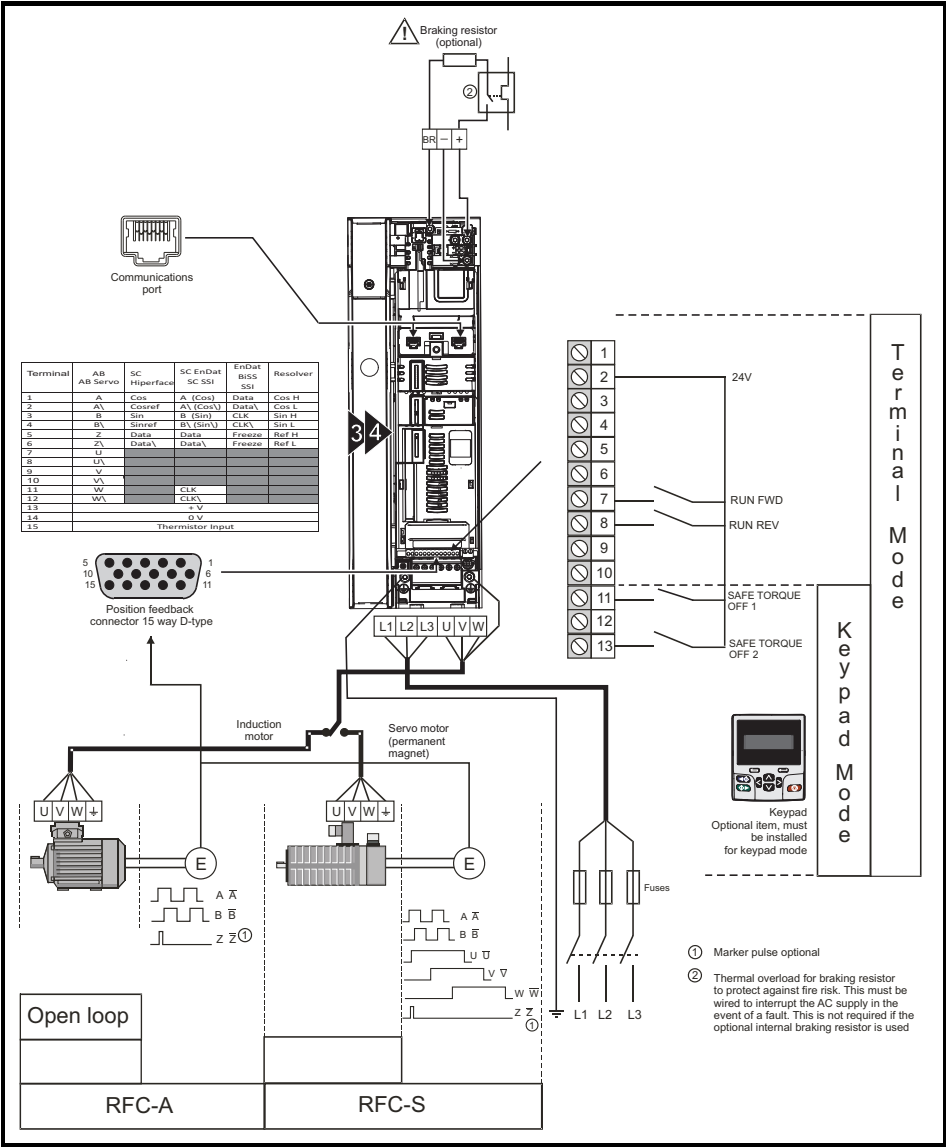 Braking resistor
(optional)
2
BR — +
Communications
port
Terminal AB AB Servo SC Hiperface SC EnDat SC SSI EnDat BiSS SSI Resolver
1 A Cos A (Cos) Data Cos H
2 A\ Cosref A\ (Cos\) Data\ Cos L
3 B Sin B (Sin) CLK Sin H
4 B\ Sinref B\ (Sin\) CLK\ Sin L
5 Z Data Data Freeze Ref H
6 Z\ Data\ Data\ Freeze Ref L
7 U
8 U\
9 V
10 V\
11 W CLK
12 W\ CLK\
13 + V
14 0 V
15 Thermistor Input
3 4
5 1
10 6
15 11
Position feedback
connector 15 way D-type
L1 L2 L3 U V W
1
2 24V
3
4
5
6
7 RUN FWD
8 RUN REV
9
10
11 SAFE TORQUE
OFF 1
12
13 SAFE TORQUE
OFF 2
Terminal Mode
Keypad Mode
Keypad
Optional item, must
be installed
for keypad mode
Induction
motor
Servo motor
(permanent
magnet)
U V W
U V W
E
E
A A̅
B B̅
Z Z̅ 1
A A̅
B B̅
U U̅
V V̅
W W̅
Z Z̅
1
Fuses
L1 L2 L3
1 Marker pulse optional
2 Thermal overload for braking resistor
to protect against fire risk. This must be
wired to interrupt the AC supply in the
event of a fault. This is not required if the
optional internal braking resistor is used
Open loop
RFC-A
RFC-S